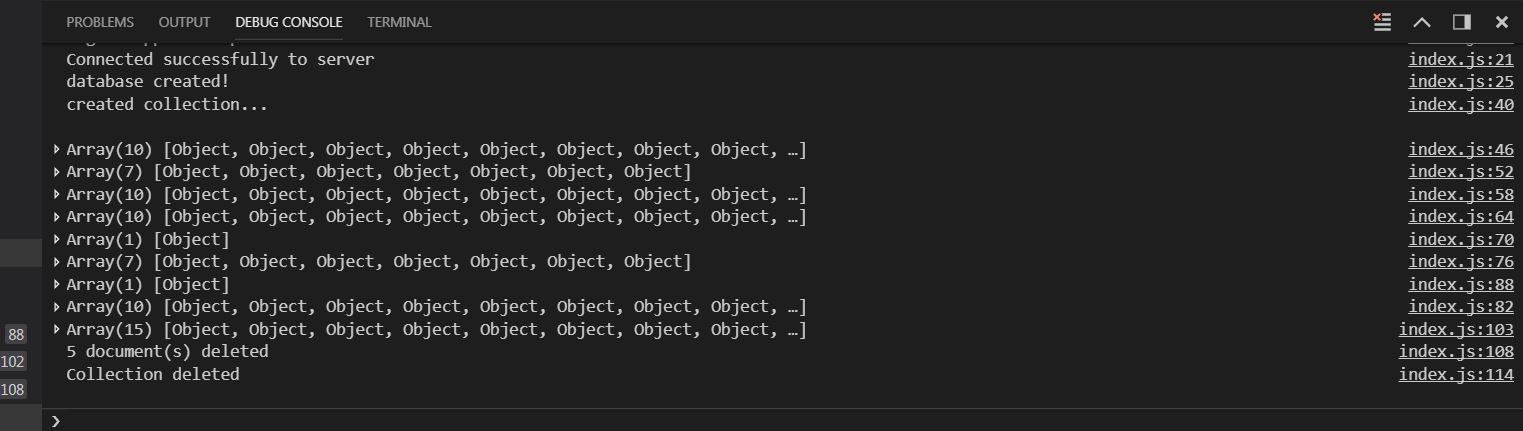 PROBLEMS OUTPUT DEBUG CONSOLE TERMINAL
Connected successfully to server index.js:21
database created! index.js:25
created collection... index.js:40
Array(10) [Object, Object, Object, Object, Object, Object, Object, Object, …] index.js:46
Array(7) [Object, Object, Object, Object, Object, Object, Object] index.js:52
Array(10) [Object, Object, Object, Object, Object, Object, Object, Object, …] index.js:58
Array(10) [Object, Object, Object, Object, Object, Object, Object, Object, …] index.js:64
Array(1) [Object] index.js:70
Array(7) [Object, Object, Object, Object, Object, Object, Object] index.js:76
Array(1) [Object] index.js:88
Array(10) [Object, Object, Object, Object, Object, Object, Object, Object, …] index.js:82
88
Array(15) [Object, Object, Object, Object, Object, Object, Object, Object, …] index.js:103
5 document(s) deleted index.js:108
102
Collection deleted index.js:114
108